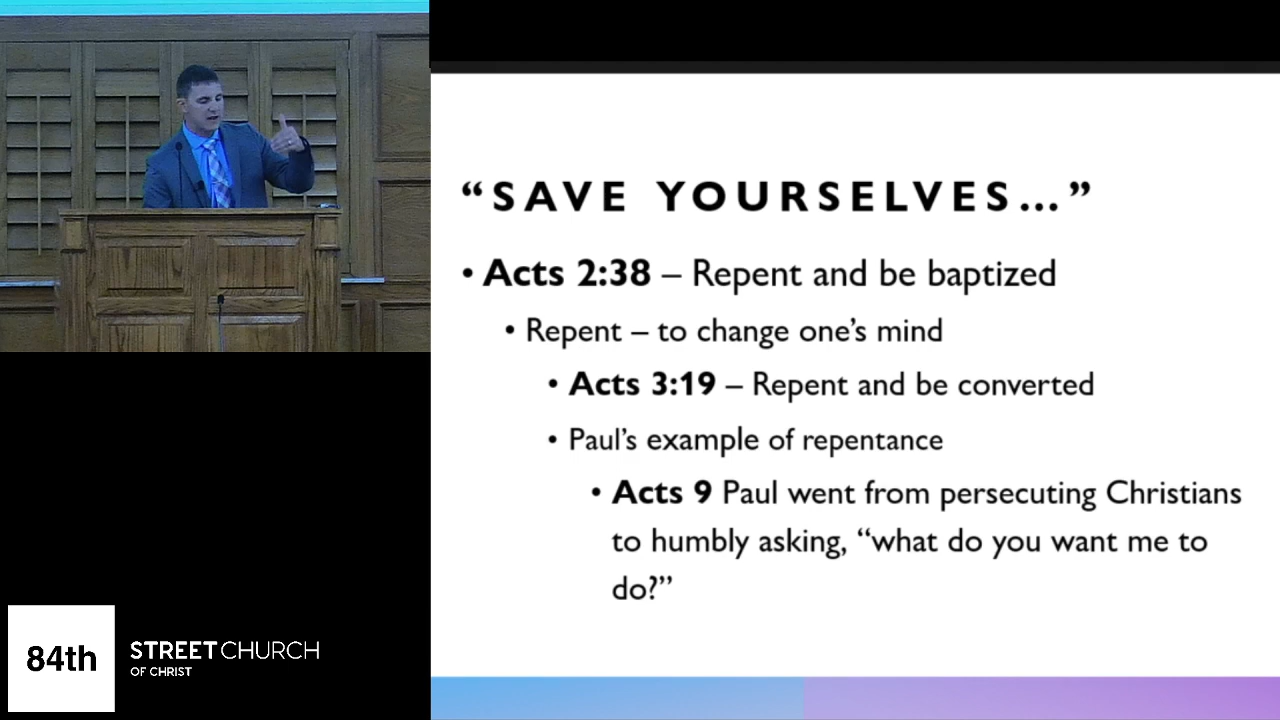 “SAVE YOURSELVES…”
• Acts 2:38 – Repent and be baptized
• Repent – to change one’s mind
• Acts 3:19 – Repent and be converted
• Paul’s example of repentance
• Acts 9 Paul went from persecuting Christians
to humbly asking, “what do you want me to
do?”
84th
STREET CHURCH
OF CHRIST